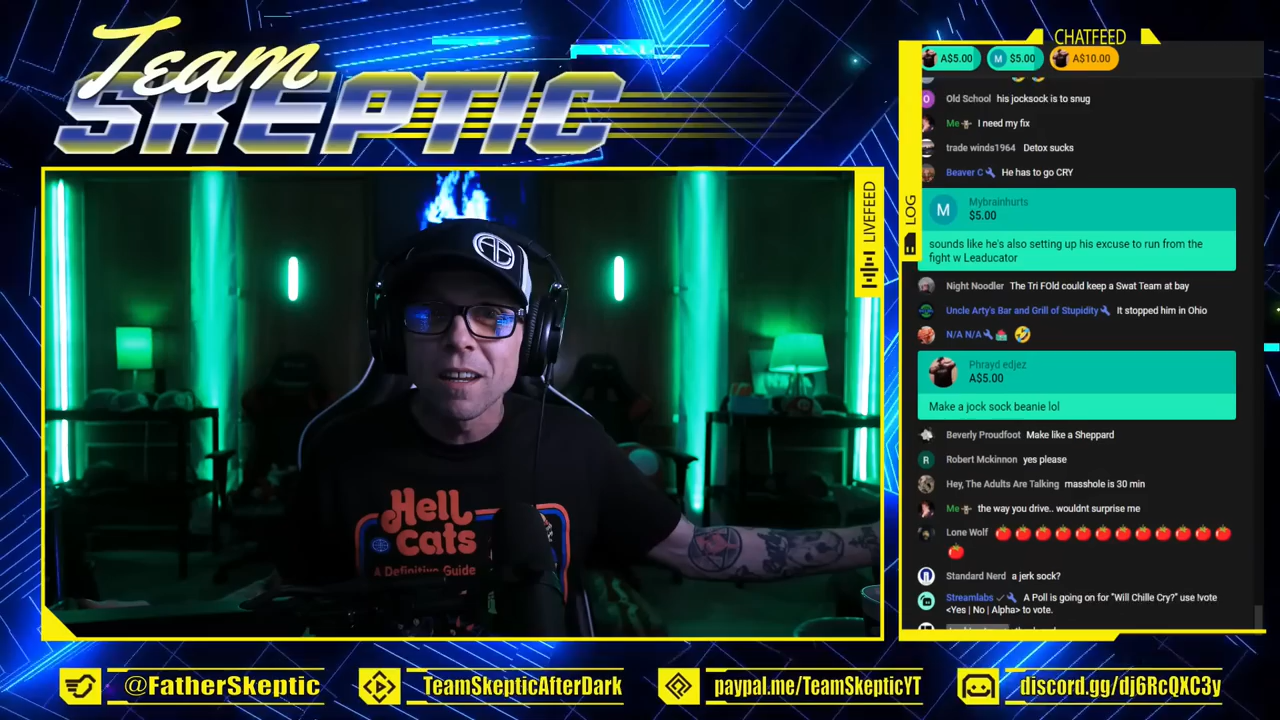 Team
SKEPTIC
LIVEFEED
Hell
Cats
A Definitive Guide
CHATFEED
LOG
A$5.00
M $5.00
A$10.00
O Old School his jocksock is to snug
Me I need my fix
trade winds1964 Detox sucks
Beaver C He has to go CRY
M Mybrainhurts
$5.00
sounds like he's also setting up his excuse to run from the
fight w Leaducator
Night Noodler The Tri FOld could keep a Swat Team at bay
Uncle Arty's Bar and Grill of Stupidity It stopped him in Ohio
N/A N/A
Phrayd edjez
A$5.00
Make a jock sock beanie lol
Beverly Proudfoot Make like a Sheppard
R Robert Mckinnon yes please
Hey, The Adults Are Talking masshole is 30 min
Me the way you drive.. wouldnt surprise me
Lone Wolf
Standard Nerd a jerk sock?
Streamlabs A Poll is going on for "Will Chille Cry?" use !vote
<Yes | No | Alpha> to vote.
@FatherSkeptic
TeamSkepticAfterDark
paypal.me/TeamSkepticYT
discord.gg/dj6RcQXC3y